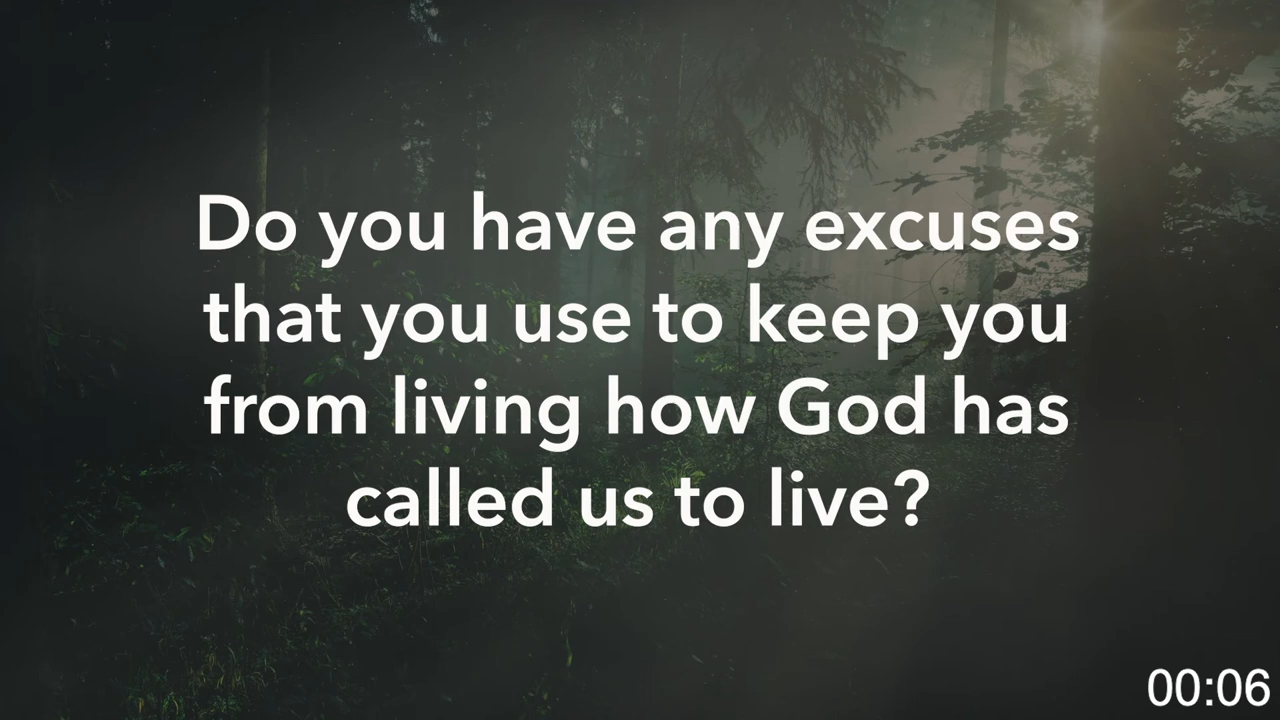 Do you have any excuses
that you use to keep you
from living how God has
called us to live?
00:06